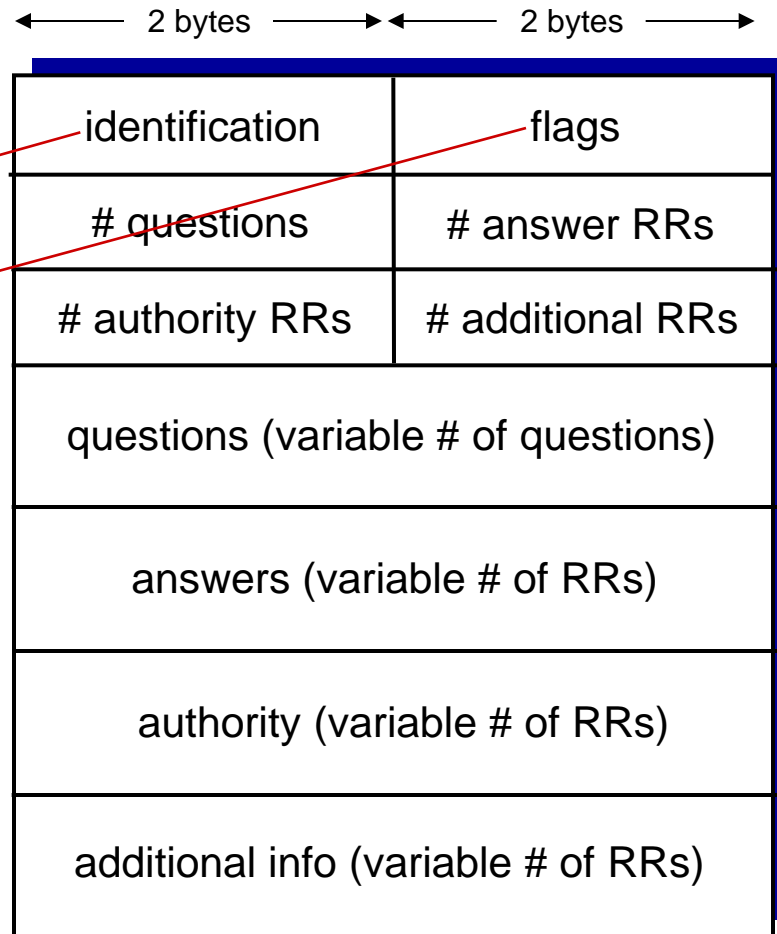 2 bytes 2 bytes
identification flags
# questions # answer RRs
# authority RRs # additional RRs
questions (variable # of questions)
answers (variable # of RRs)
authority (variable # of RRs)
additional info (variable # of RRs)